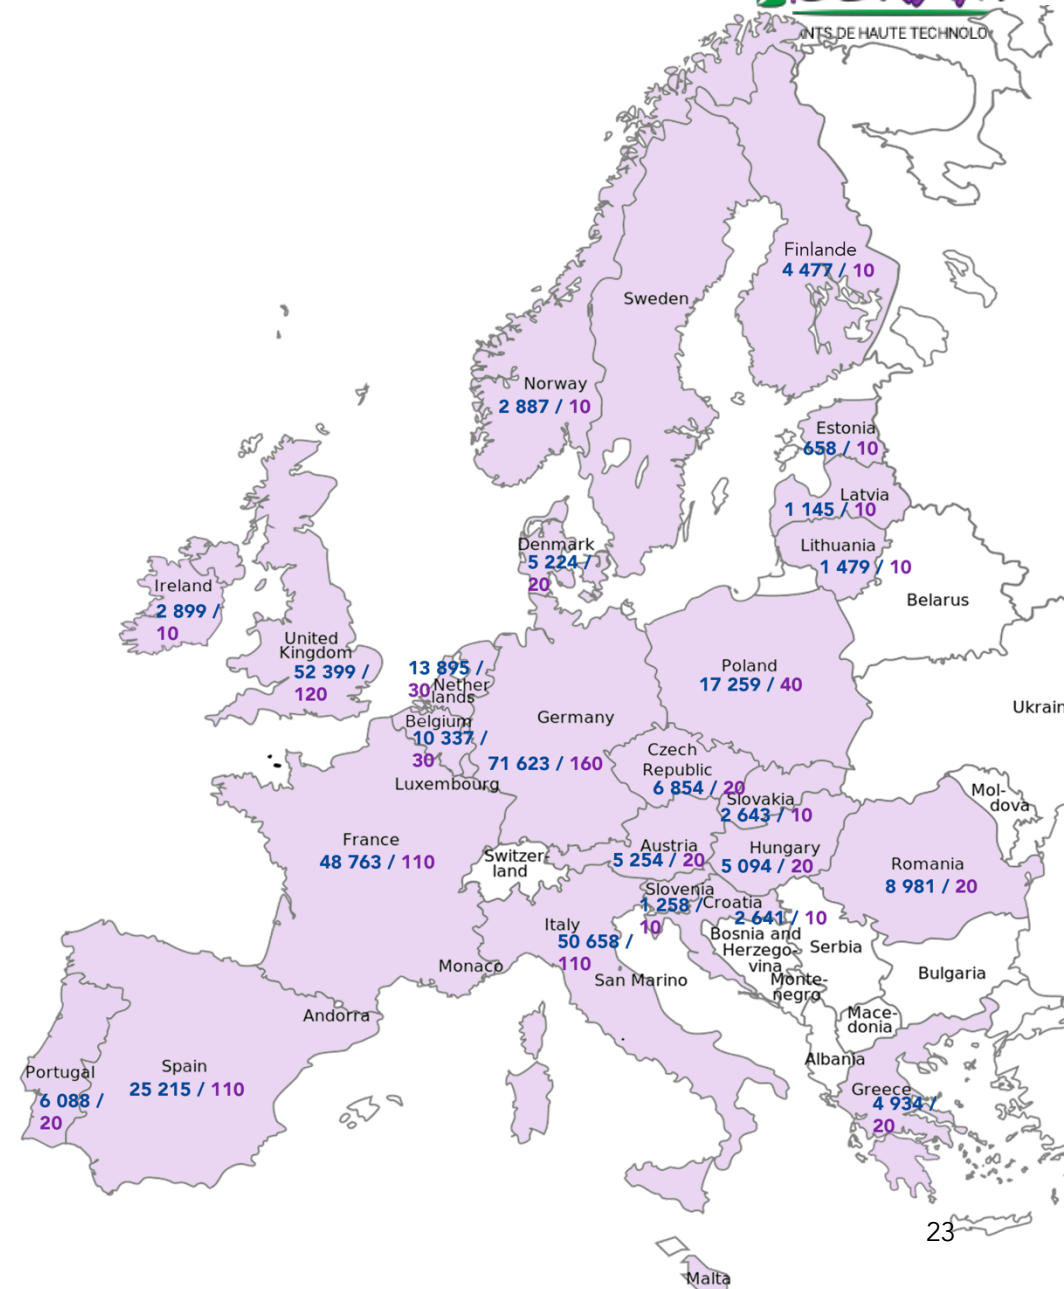 NTS DE HAUTE TECHNOLO
Finlande
4 477 / 10
Sweden
Norway
2 887 / 10
Estonia
658 / 10
Latvia
1 145 / 10
Lithuania
1 479 / 10
Denmark
5 224 /
20
Ireland
2 899 /
10
Belarus
United
Kingdom
52 399 /
120
13 895 /
30
Nether
lands
Poland
17 259 / 40
Belgium
10 337 /
30
Germany
71 623 / 160
Ukrain
Luxembourg
Czech
Republic
6 854 / 20
Slovakia
2 643 / 10
Mol-
dova
France
48 763 / 110
Switzer-
land
Austria
5 254 / 20
Hungary
5 094 / 20
Romania
8 981 / 20
Slovenia
1 258 /
10
Croatia
2 641 / 10
Italy
50 658 /
110
Bosnia and
Herzego-
vina
Serbia
Monaco
San Marino
Monte-
negro
Bulgaria
Andorra
Mace-
donia
Albania
Portugal
6 088 /
20
Spain
25 215 / 110
Greece
4 934 /
20
23
Malta